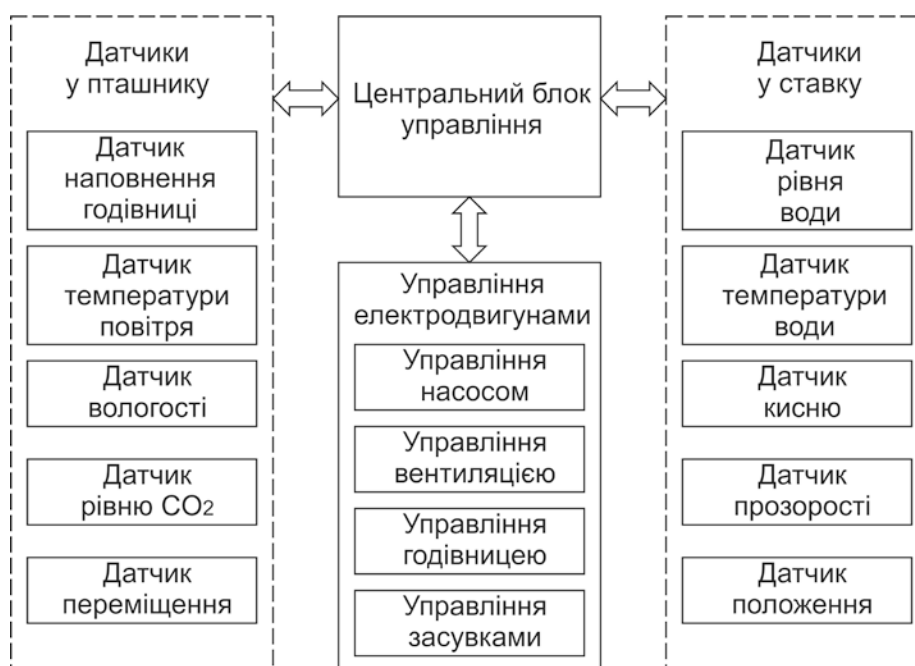 Датчики
у пташнику
Датчик
наповнення
годівниці
Датчик
температури
повітря
Датчик
вологості
Датчик
рівню CO2
Датчик
переміщення
Центральний блок
управління
Управління
електродвигунами
Управління
насосом
Управління
вентиляцією
Управління
годівницею
Управління
засувками
Датчики
у ставку
Датчик
рівня
води
Датчик
температури
води
Датчик
кисню
Датчик
прозорості
Датчик
положення